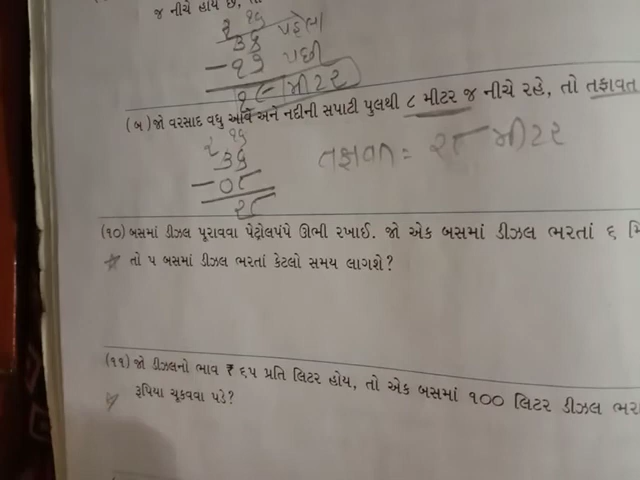 જ નીચે હોય છે, તો
૨ ૧૬
૩૬ પહેલા
- ૧૭ પછી
૧૯ મીટર
(બ) જો વરસાદ વધુ આવે અને નદીની સપાટી પુલથી ૮ મીટર જ નીચે રહે, તો તફાવત
૨ ૧૬
૩૬ તફાવત = ૨૮ મીટર
- ૦૮
૨૮
(૧૦) બસમાં ડીઝલ પૂરાવવા પેટ્રોલપંપે ઊભી રખાઈ. જો એક બસમાં ડીઝલ ભરતાં ૬ મિ
તો ૫ બસમાં ડીઝલ ભરતાં કેટલો સમય લાગશે?
(૧૧) જો ડીઝલનો ભાવ ₹ ૬૫ પ્રતિ લિટર હોય, તો એક બસમાં ૧૦૦ લિટર ડીઝલ ભરા
રૂપિયા ચૂકવવા પડે?